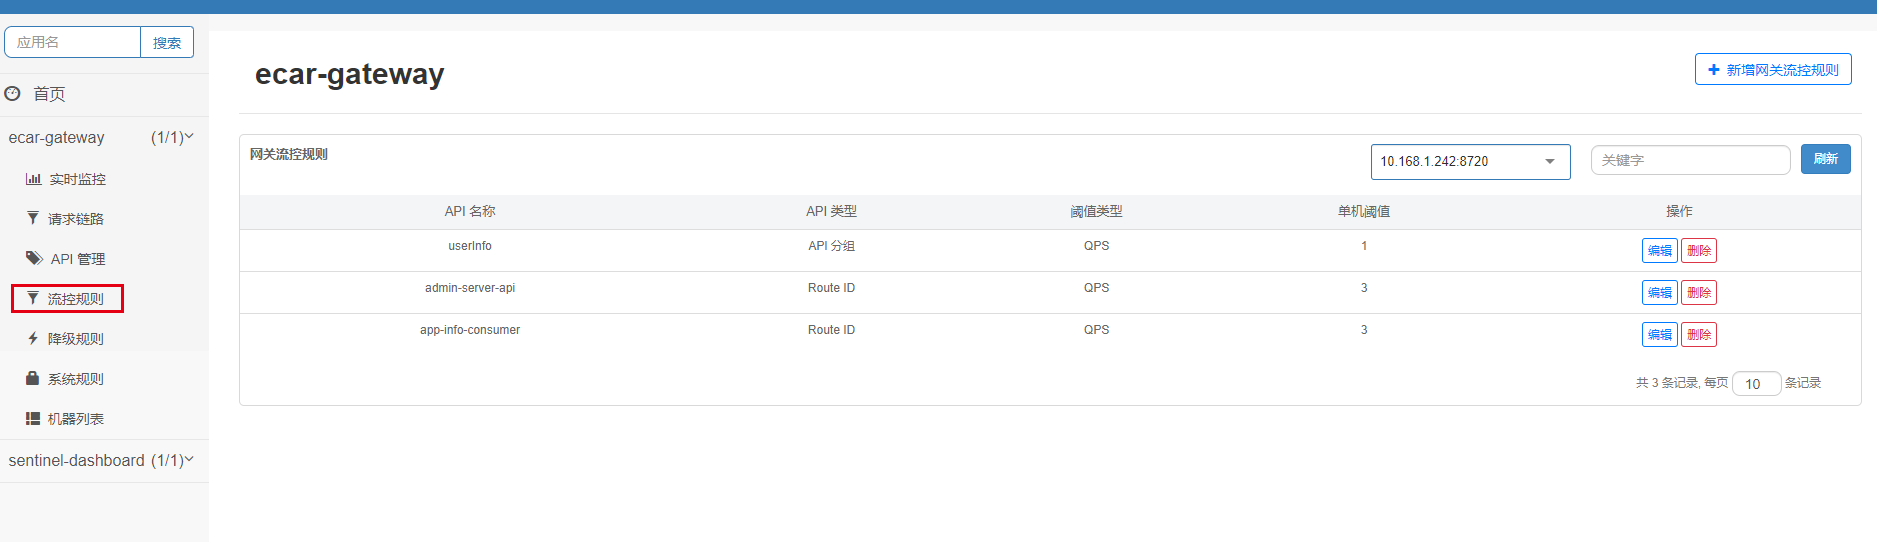 应用名 搜索
首页
ecar-gateway (1/1)
实时监控
请求链路
API 管理
流控规则
降级规则
系统规则
机器列表
sentinel-dashboard (1/1)
ecar-gateway
新增网关流控规则
网关流控规则 10.168.1.242:8720 关键字 刷新
API 名称 API 类型 阈值类型 单机阈值 操作
userInfo API 分组 QPS 1 编辑 删除
admin-server-api Route ID QPS 3 编辑 删除
app-info-consumer Route ID QPS 3 编辑 删除
共 3 条记录, 每页 10 条记录